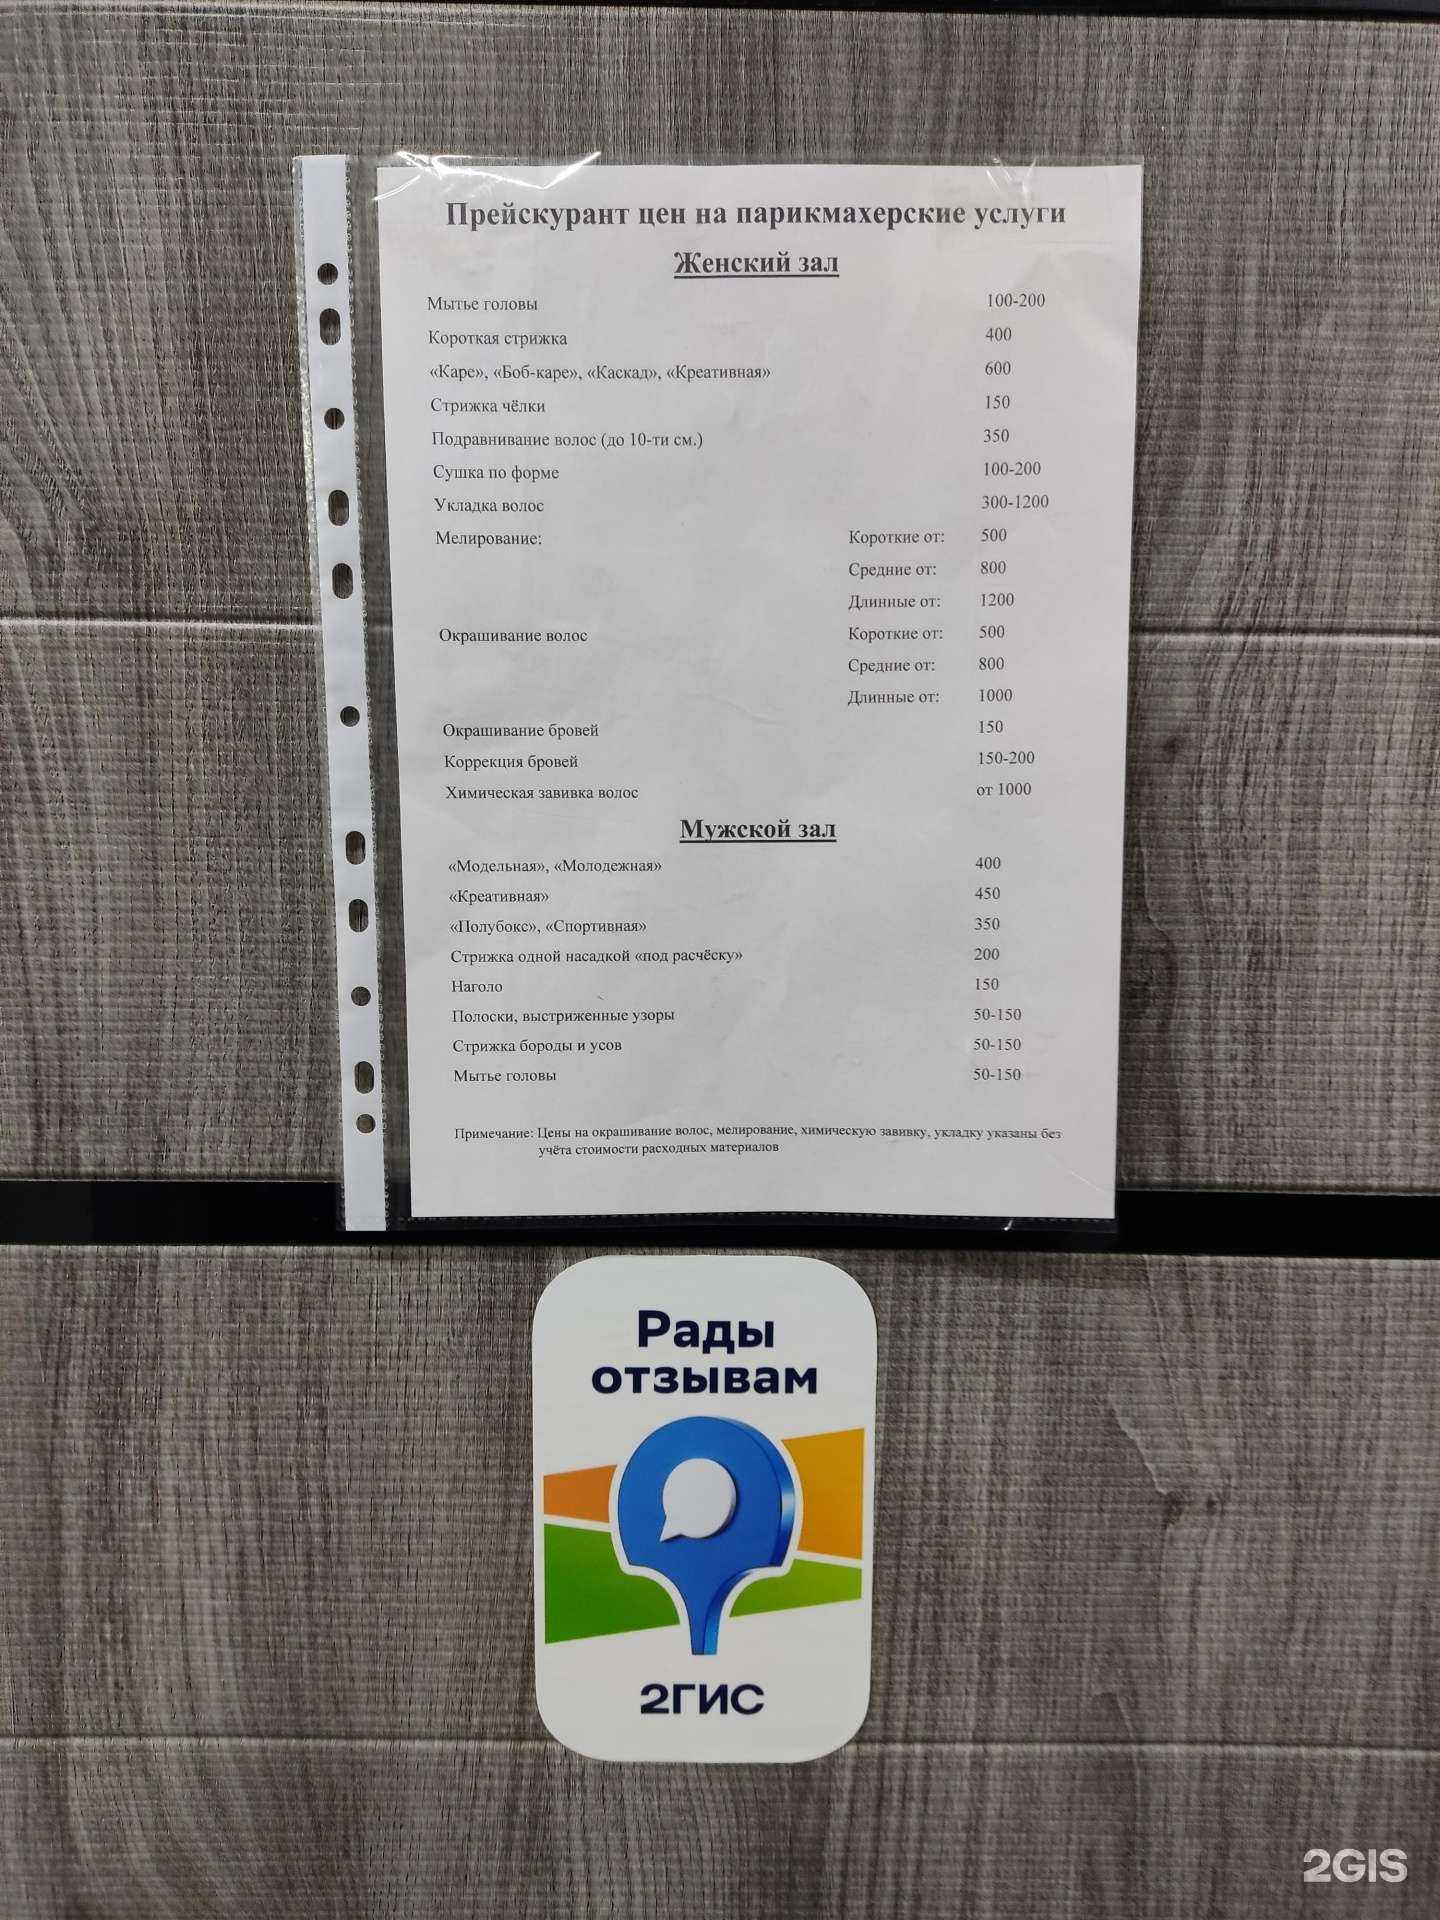 Прейскурант цен на парикмахерские услуги
Женский зал
Мытье головы 100-200
Короткая стрижка 400
«Каре», «Боб-каре», «Каскад», «Креативная» 600
Стрижка чёлки 150
Подравнивание волос (до 10-ти см.) 350
Сушка по форме 100-200
Укладка волос 300-1200
Мелирование: Короткие от: 500
Средние от: 800
Длинные от: 1200
Окрашивание волос Короткие от: 500
Средние от: 800
Длинные от: 1000
Окрашивание бровей 150
Коррекция бровей 150-200
Химическая завивка волос от 1000
Мужской зал
«Модельная», «Молодежная» 400
«Креативная» 450
«Полубокс», «Спортивная» 350
Стрижка одной насадкой «под расчёску» 200
Наголо 150
Полоски, выстриженные узоры 50-150
Стрижка бороды и усов 50-150
Мытье головы 50-150
Примечание: Цены на окрашивание волос, мелирование, химическую завивку, укладку указаны без
учёта стоимости расходных материалов
Рады
отзывам
2ГИС
2GIS